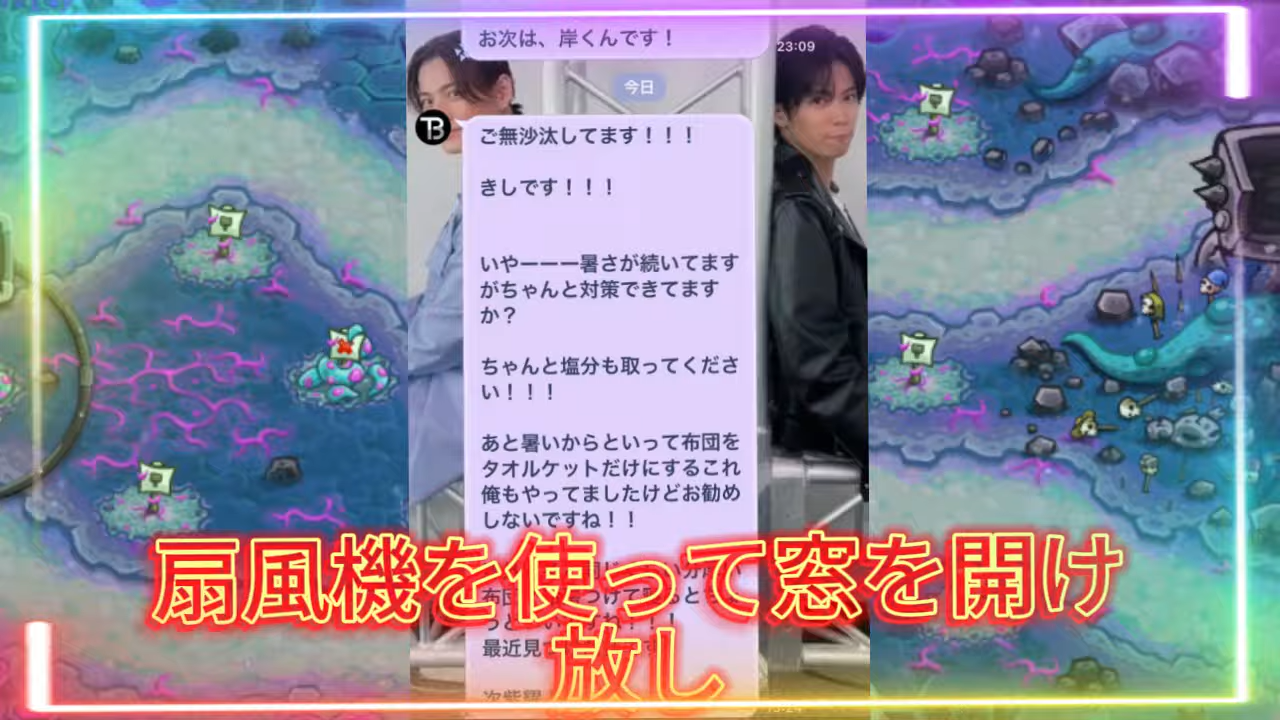 お次は、岸くんです！
23:09
今日
TB
ご無沙汰してます！！！
きしです！！！
いやーーー暑さが続いてます
がちゃんと対策できてます
か？
ちゃんと塩分も取ってくださ
い！！！
あと暑いからといって布団を
タオルケットだけにするこれ
俺もやってましたけどお勧め
しないですね！！
扇風機を使って窓を開け
放し
布団
最近見
次紫耀